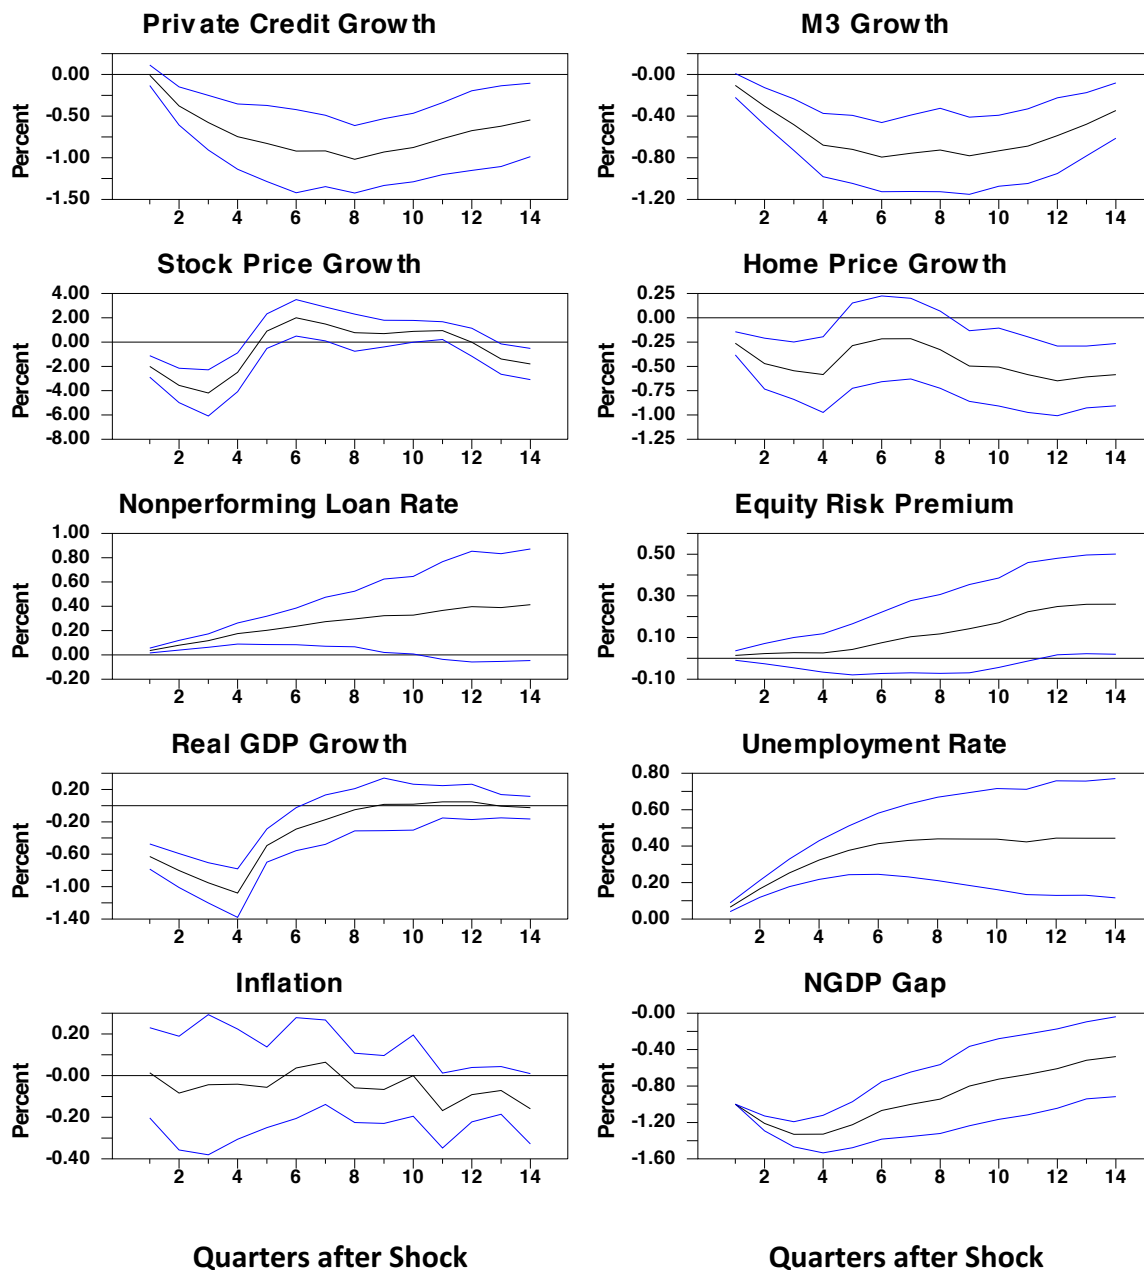 Private Credit Growth
M3 Growth
Percent
0.00
-0.50
-1.00
-1.50
2 4 6 8 10 12 14
Percent
-0.00
-0.40
-0.80
-1.20
2 4 6 8 10 12 14
Stock Price Growth
Home Price Growth
Percent
4.00
2.00
0.00
-2.00
-4.00
-6.00
-8.00
2 4 6 8 10 12 14
Percent
0.25
0.00
-0.25
-0.50
-0.75
-1.00
-1.25
2 4 6 8 10 12 14
Nonperforming Loan Rate
Equity Risk Premium
Percent
1.00
0.80
0.60
0.40
0.20
0.00
-0.20
2 4 6 8 10 12 14
Percent
0.50
0.30
0.10
-0.10
2 4 6 8 10 12 14
Real GDP Growth
Unemployment Rate
Percent
0.20
-0.20
-0.60
-1.00
-1.40
2 4 6 8 10 12 14
Percent
0.80
0.60
0.40
0.20
0.00
2 4 6 8 10 12 14
Inflation
NGDP Gap
Percent
0.20
-0.00
-0.20
-0.40
2 4 6 8 10 12 14
Percent
-0.00
-0.40
-0.80
-1.20
-1.60
2 4 6 8 10 12 14
Quarters after Shock
Quarters after Shock